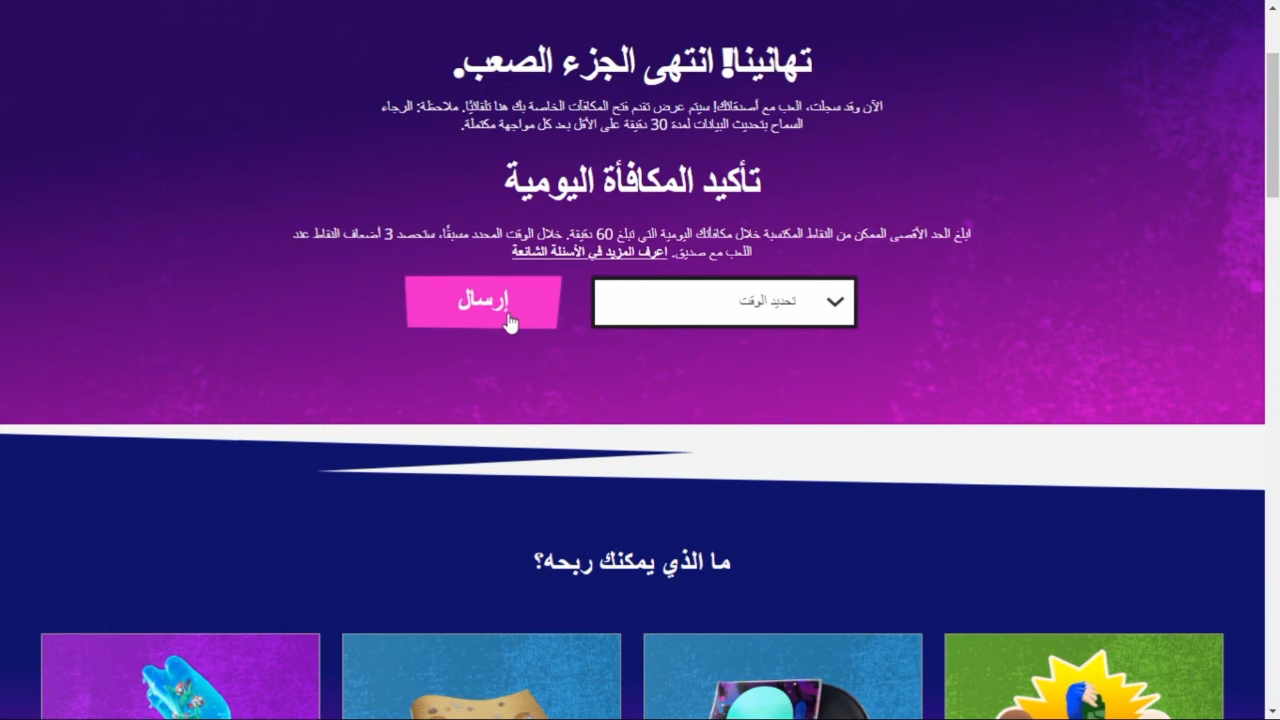 تهانينا! انتهى الجزء الصعب.
الآن وقد سجلت، العب مع أصدقائك! سيتم عرض تقدم فتح المكافآت الخاصة بك هنا تلقائيًا. ملاحظة: الرجاء
السماح بتحديث البيانات لمدة 30 دقيقة على الأقل بعد كل مواجهة مكتملة.
تأكيد المكافأة اليومية
ابلغ الحد الأقصى الممكن من النقاط المكتسبة خلال مكافأتك اليومية التي تبلغ 60 دقيقة. خلال الوقت المحدد مسبقًا، ستحصد 3 أضعاف النقاط عند
اللعب مع صديق. اعرف المزيد في الأسئلة الشائعة!
تحديد الوقت
إرسال
ما الذي يمكنك ربحه؟